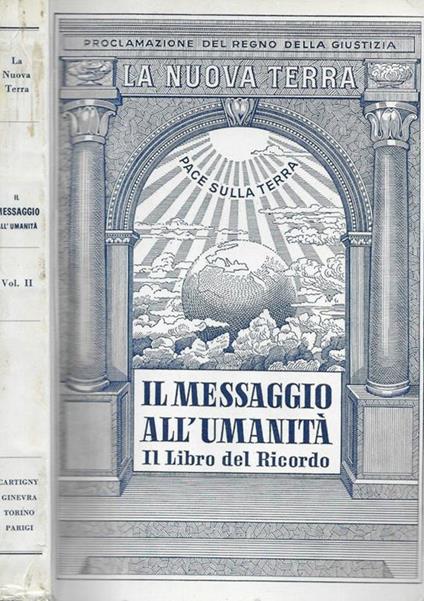 La
Nuova
Terra
IL
MESSAGGIO
ALL'UMANITÀ
Vol. II
CARTIGNY
GINEVRA
TORINO
PARIGI
PROCLAMAZIONE DEL REGNO DELLA GIUSTIZIA
LA NUOVA TERRA
PACE SULLA TERRA
IL MESSAGGIO
ALL'UMANITÀ
Il Libro del Ricordo